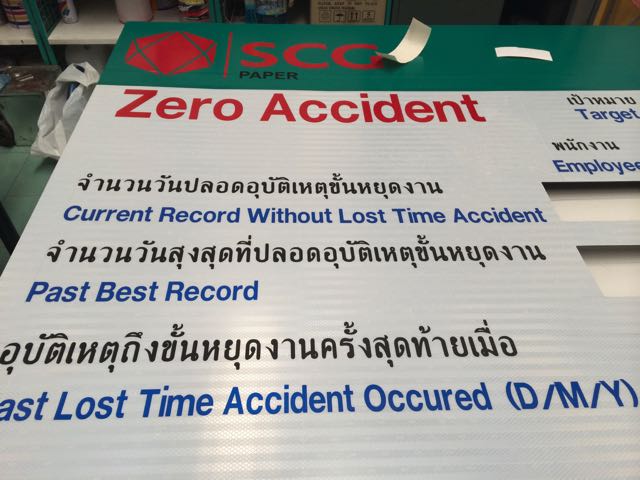 SCG
PAPER
Zero Accident
เป้าหมาย
Target
พนักงาน
Employee
จำนวนวันปลอดอุบัติเหตุขั้นหยุดงาน
Current Record Without Lost Time Accident
จำนวนวันสูงสุดที่ปลอดอุบัติเหตุขั้นหยุดงาน
Past Best Record
อุบัติเหตุถึงขั้นหยุดงานครั้งสุดท้ายเมื่อ
ast Lost Time Accident Occured (D/M/Y)